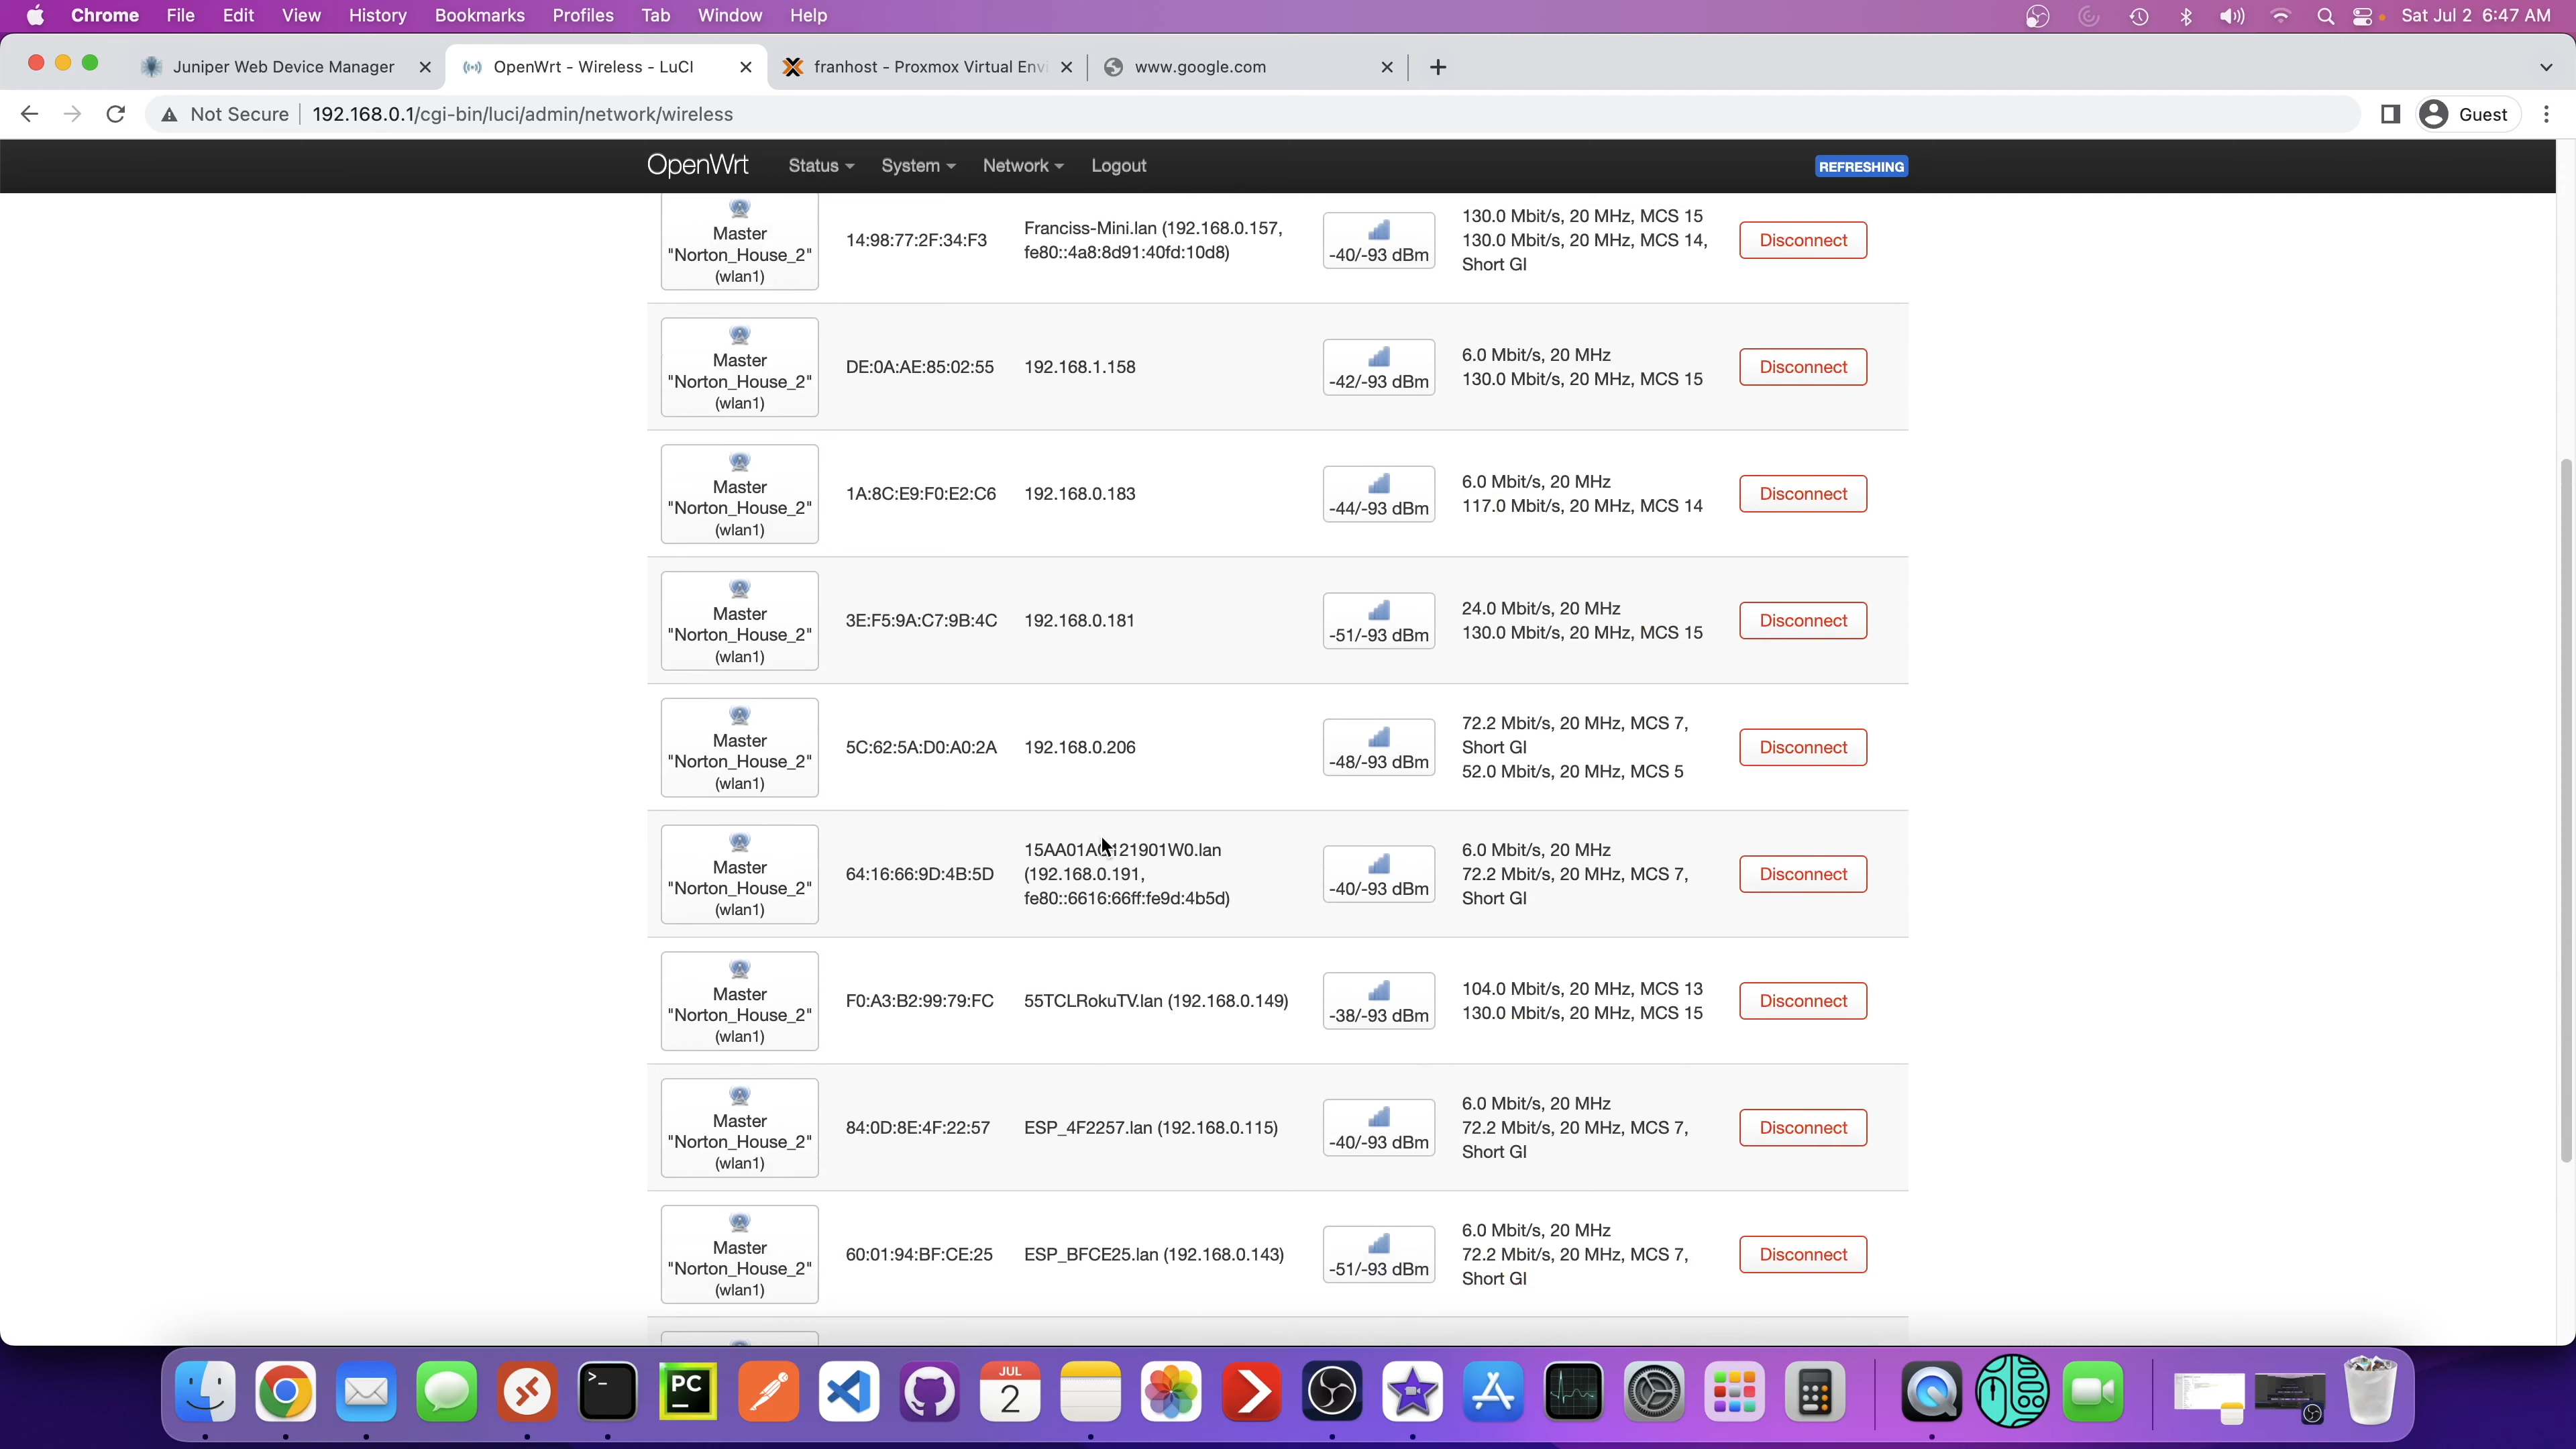 Chrome File Edit View History Bookmarks Profiles Tab Window Help Sat Jul 2 6:47 AM
Juniper Web Device Manager OpenWrt - Wireless - LuCI franhost - Proxmox Virtual Envi www.google.com
Not Secure 192.168.0.1/cgi-bin/luci/admin/network/wireless Guest
OpenWrt Status System Network Logout REFRESHING
Master
"Norton_House_2"
(wlan1)
14:98:77:2F:34:F3
Franciss-Mini.lan (192.168.0.157,
fe80::4a8:8d91:40fd:10d8)
-40/-93 dBm
130.0 Mbit/s, 20 MHz, MCS 15
130.0 Mbit/s, 20 MHz, MCS 14,
Short GI
Disconnect
Master
"Norton_House_2"
(wlan1)
DE:0A:AE:85:02:55
192.168.1.158
-42/-93 dBm
6.0 Mbit/s, 20 MHz
130.0 Mbit/s, 20 MHz, MCS 15
Disconnect
Master
"Norton_House_2"
(wlan1)
1A:8C:E9:F0:E2:C6
192.168.0.183
-44/-93 dBm
6.0 Mbit/s, 20 MHz
117.0 Mbit/s, 20 MHz, MCS 14
Disconnect
Master
"Norton_House_2"
(wlan1)
3E:F5:9A:C7:9B:4C
192.168.0.181
-51/-93 dBm
24.0 Mbit/s, 20 MHz
130.0 Mbit/s, 20 MHz, MCS 15
Disconnect
Master
"Norton_House_2"
(wlan1)
5C:62:5A:D0:A0:2A
192.168.0.206
-48/-93 dBm
72.2 Mbit/s, 20 MHz, MCS 7,
Short GI
52.0 Mbit/s, 20 MHz, MCS 5
Disconnect
Master
"Norton_House_2"
(wlan1)
64:16:66:9D:4B:5D
(192.168.0.191,
fe80::6616:66ff:fe9d:4b5d)
-40/-93 dBm
6.0 Mbit/s, 20 MHz
72.2 Mbit/s, 20 MHz, MCS 7,
Short GI
Disconnect
Master
"Norton_House_2"
(wlan1)
F0:A3:B2:99:79:FC
55TCLRokuTV.lan (192.168.0.149)
-38/-93 dBm
104.0 Mbit/s, 20 MHz, MCS 13
130.0 Mbit/s, 20 MHz, MCS 15
Disconnect
Master
"Norton_House_2"
(wlan1)
84:0D:8E:4F:22:57
ESP_4F2257.lan (192.168.0.115)
-40/-93 dBm
6.0 Mbit/s, 20 MHz
72.2 Mbit/s, 20 MHz, MCS 7,
Short GI
Disconnect
Master
"Norton_House_2"
(wlan1)
60:01:94:BF:CE:25
ESP_BFCE25.lan (192.168.0.143)
-51/-93 dBm
6.0 Mbit/s, 20 MHz
72.2 Mbit/s, 20 MHz, MCS 7,
Short GI
Disconnect
PC
JUL
2